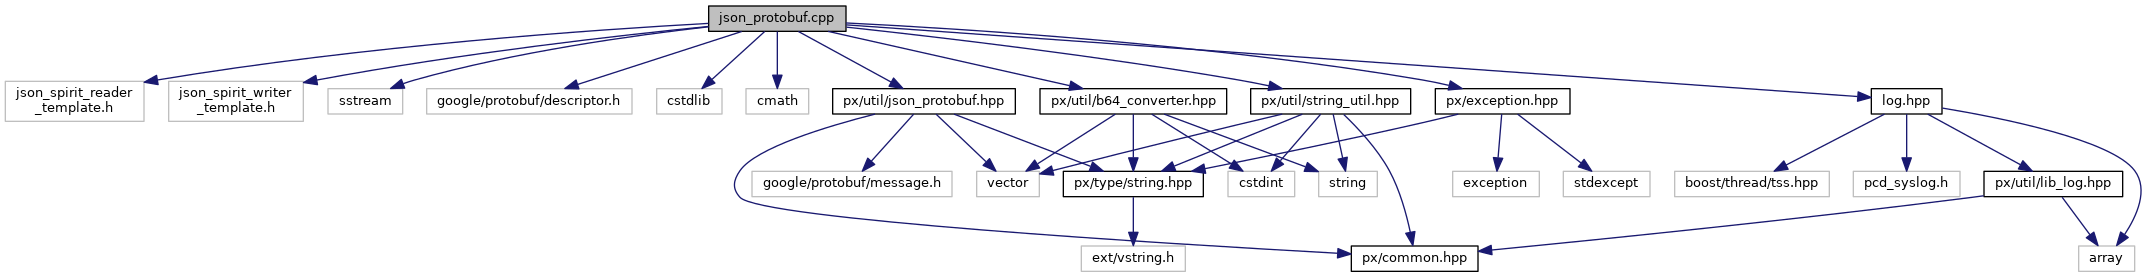 json_protobuf.cpp
json_spirit_reader
_template.h
json_spirit_writer
_template.h
sstream
google/protobuf/descriptor.h
cstdlib
cmath
px/util/json_protobuf.hpp
px/util/b64_converter.hpp
px/util/string_util.hpp
px/exception.hpp
log.hpp
google/protobuf/message.h
vector
px/type/string.hpp
cstdint
string
exception
stdexcept
boost/thread/tss.hpp
pcd_syslog.h
px/util/lib_log.hpp
ext/vstring.h
px/common.hpp
array